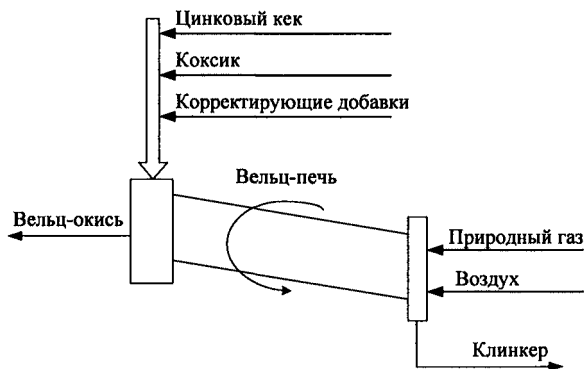 Цинковый кек
Коксик
Корректирующие добавки
Вельц-печь
Вельц-окись
Природный газ
Воздух
Клинкер